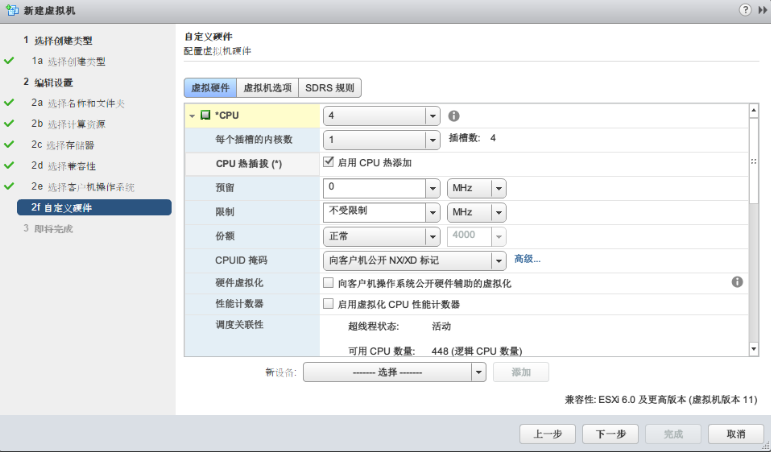 新建虚拟机
1 选择创建类型
1a 选择创建类型
2 编辑设置
2a 选择名称和文件夹
2b 选择计算资源
2c 选择存储器
2d 选择兼容性
2e 选择客户机操作系统
2f 自定义硬件
3 即将完成
自定义硬件
配置虚拟机硬件
虚拟硬件 虚拟机选项 SDRS 规则
*CPU 4
每个插槽的内核数 1 插槽数: 4
CPU 热插拔 (*) 启用 CPU 热添加
预留 0 MHz
限制 不受限制 MHz
份额 正常 4000
CPUID 掩码 向客户机公开 NX/XD 标记 高级...
硬件虚拟化 向客户机操作系统公开硬件辅助的虚拟化
性能计数器 启用虚拟化 CPU 性能计数器
调度关联性 超线程状态: 活动
可用 CPU 数量: 448 (逻辑 CPU 数量)
新设备: ------- 选择 ------- 添加
兼容性: ESXi 6.0 及更高版本 (虚拟机版本 11)
上一步 下一步 完成 取消